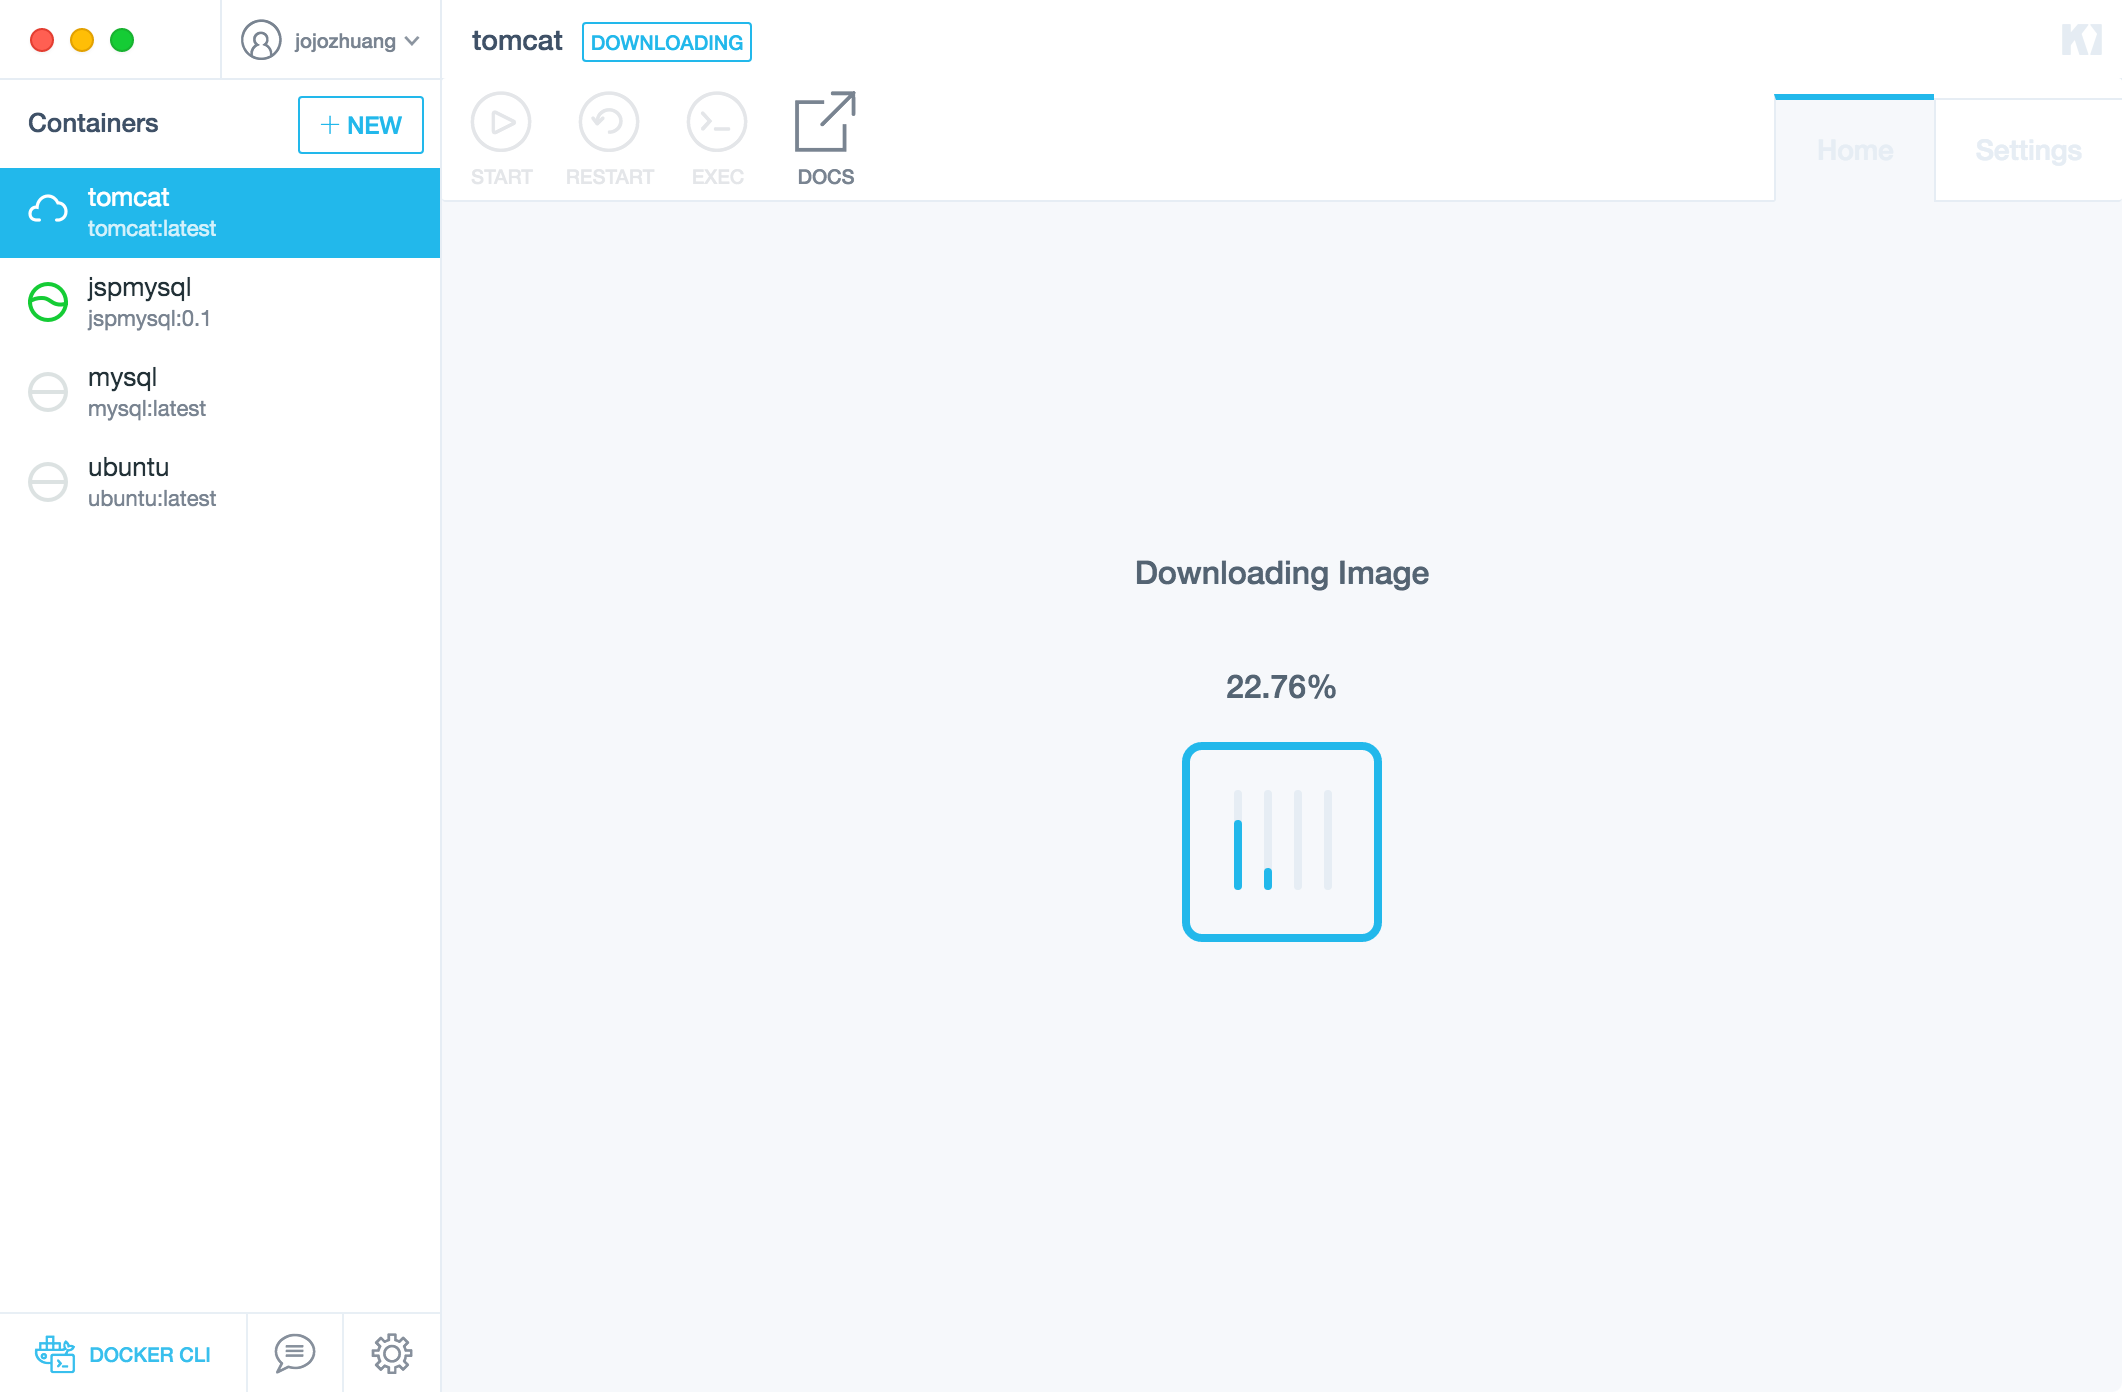 jojozhuang
tomcat DOWNLOADING
Containers
+ NEW
START RESTART EXEC DOCS
Home Settings
tomcat
tomcat:latest
jspmysql
jspmysql:0.1
mysql
mysql:latest
ubuntu
ubuntu:latest
Downloading Image
22.76%
DOCKER CLI